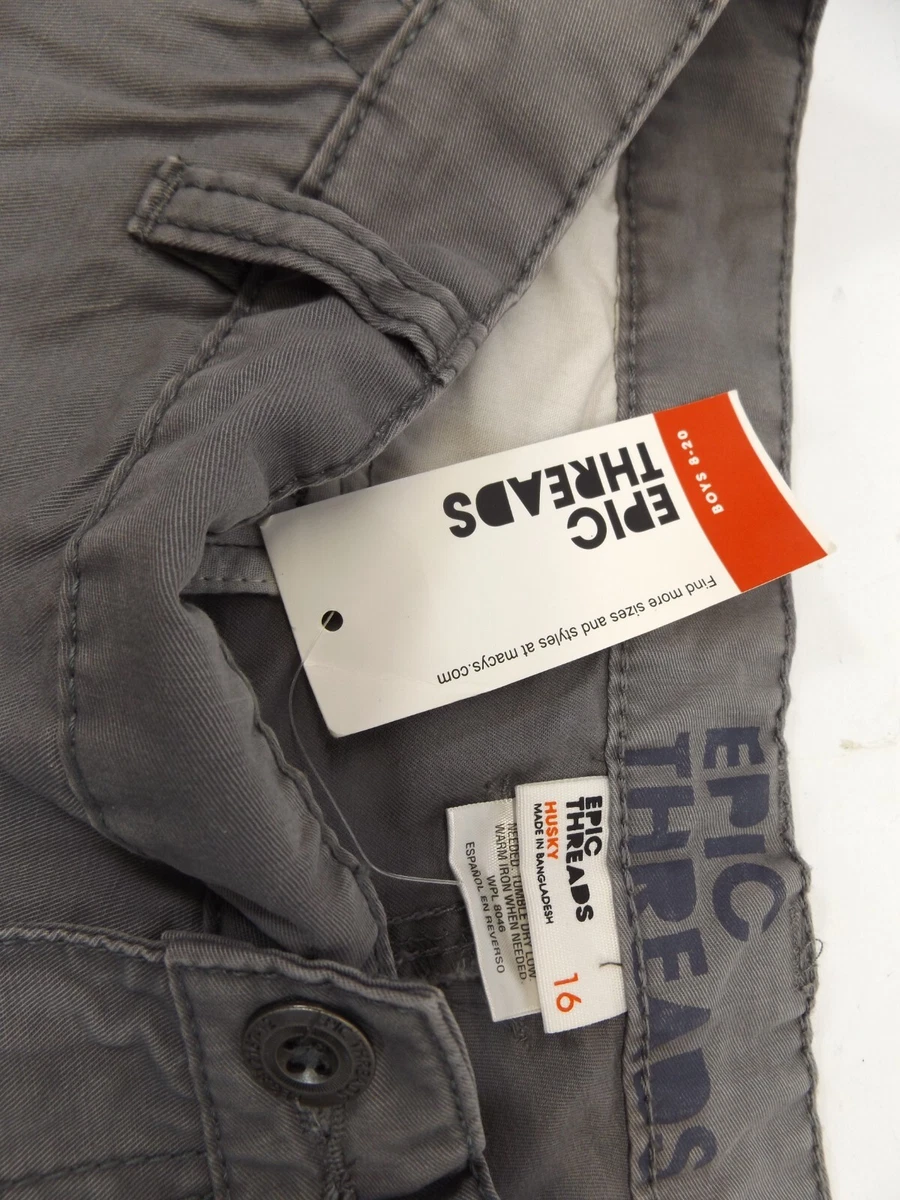 BOYS 8-20
EPIC
THREADS
Find more sizes and styles at macys.com
EPIC
THREADS
HUSKY
MADE IN BANGLADESH
16
NEEDED. TUMBLE DRY LOW.
WARM IRON WHEN NEEDED.
WPL 8046
ESPAÑOL EN REVERSO
EPIC
THREADS